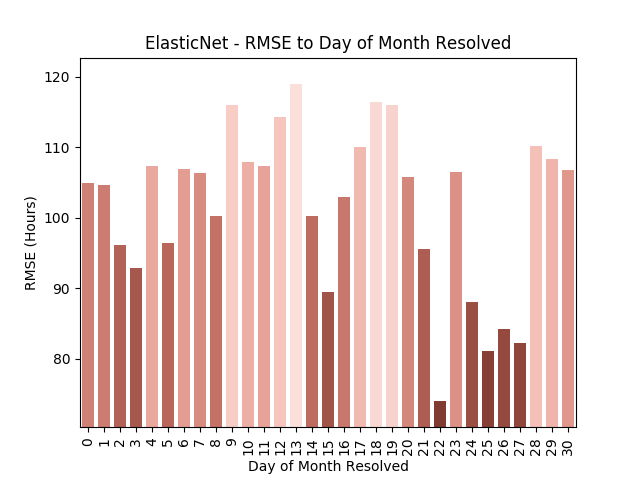 ElasticNet - RMSE to Day of Month Resolved
120
110
100
90
80
RMSE (Hours)
0 1 2 3 4 5 6 7 8 9 10 11 12 13 14 15 16 17 18 19 20 21 22 23 24 25 26 27 28 29 30
Day of Month Resolved